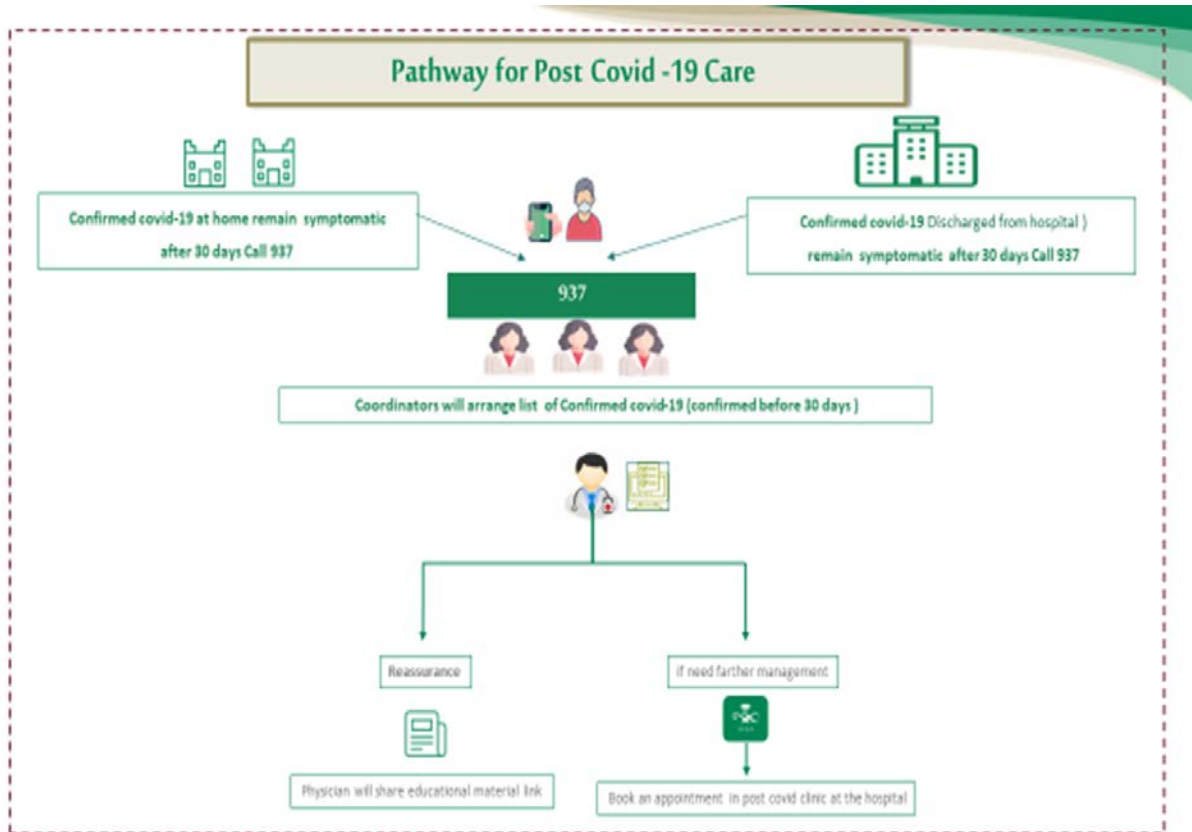 Pathway for Post Covid -19 Care
Confirmed covid-19 at home remain symptomatic
after 30 days Call 937
Confirmed covid-19 Discharged from hospital )
remain symptomatic after 30 days Call 937
937
Coordinators will arrange list of Confirmed covid-19 (confirmed before 30 days )
Reassurance
if need farther management
Physician will share educational material link
Book an appointment in post covid clinic at the hospital